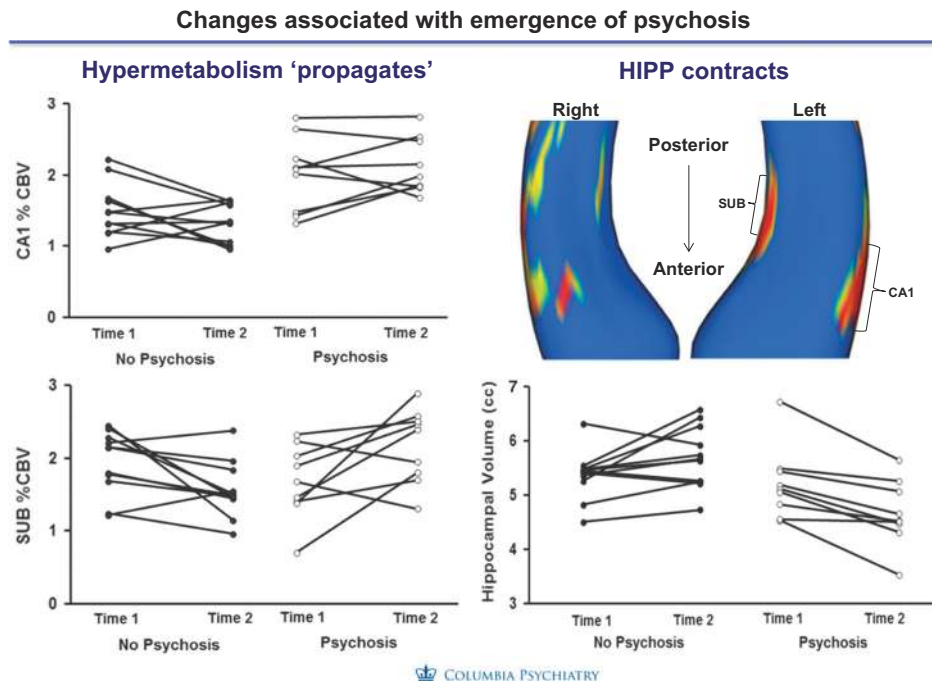 Changes associated with emergence of psychosis
Hypermetabolism ‘propagates’
3
2
1
0
CA1 % CBV
Time 1 Time 2 Time 1 Time 2
No Psychosis Psychosis
3
2
1
0
SUB %CBV
Time 1 Time 2 Time 1 Time 2
No Psychosis Psychosis
HIPP contracts
Right Left
Posterior
SUB
Anterior
CA1
7
6
5
4
3
Hippocampal Volume (cc)
Time 1 Time 2 Time 1 Time 2
No Psychosis Psychosis
COLUMBIA PSYCHIATRY